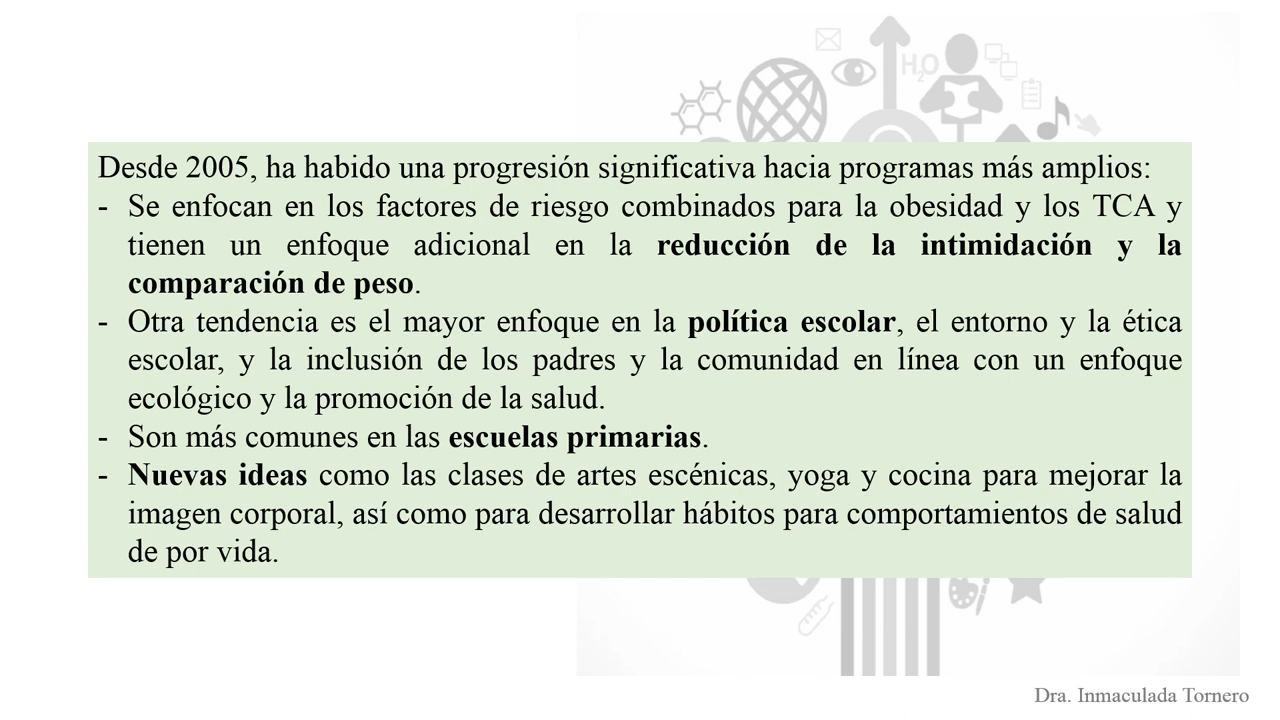 H₂O
Desde 2005, ha habido una progresión significativa hacia programas más amplios:
- Se enfocan en los factores de riesgo combinados para la obesidad y los TCA y
tienen un enfoque adicional en la reducción de la intimidación y la
comparación de peso.
- Otra tendencia es el mayor enfoque en la política escolar, el entorno y la ética
escolar, y la inclusión de los padres y la comunidad en línea con un enfoque
ecológico y la promoción de la salud.
- Son más comunes en las escuelas primarias.
- Nuevas ideas como las clases de artes escénicas, yoga y cocina para mejorar la
imagen corporal, así como para desarrollar hábitos para comportamientos de salud
de por vida.
Dra. Inmaculada Tornero